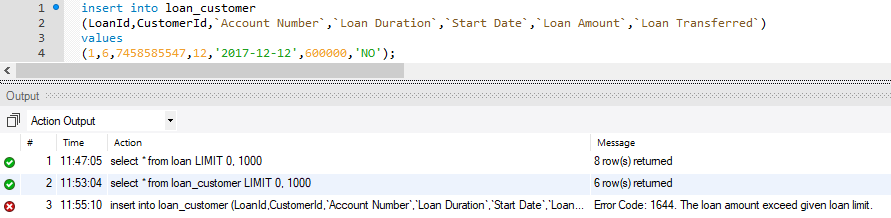 1 insert into loan_customer
2 (LoanId,CustomerId,`Account Number`,`Loan Duration`,`Start Date`,`Loan Amount`,`Loan Transferred`)
3 values
4 (1,6,7458585547,12,'2017-12-12',600000,'NO');
Output
Action Output
# Time Action Message
1 11:47:05 select * from loan LIMIT 0, 1000 8 row(s) returned
2 11:53:04 select * from loan_customer LIMIT 0, 1000 6 row(s) returned
3 11:55:10 insert into loan_customer (LoanId,CustomerId,`Account Number`,`Loan Duration`,`Start Date`,`Loan... Error Code: 1644. The loan amount exceed given loan limit.